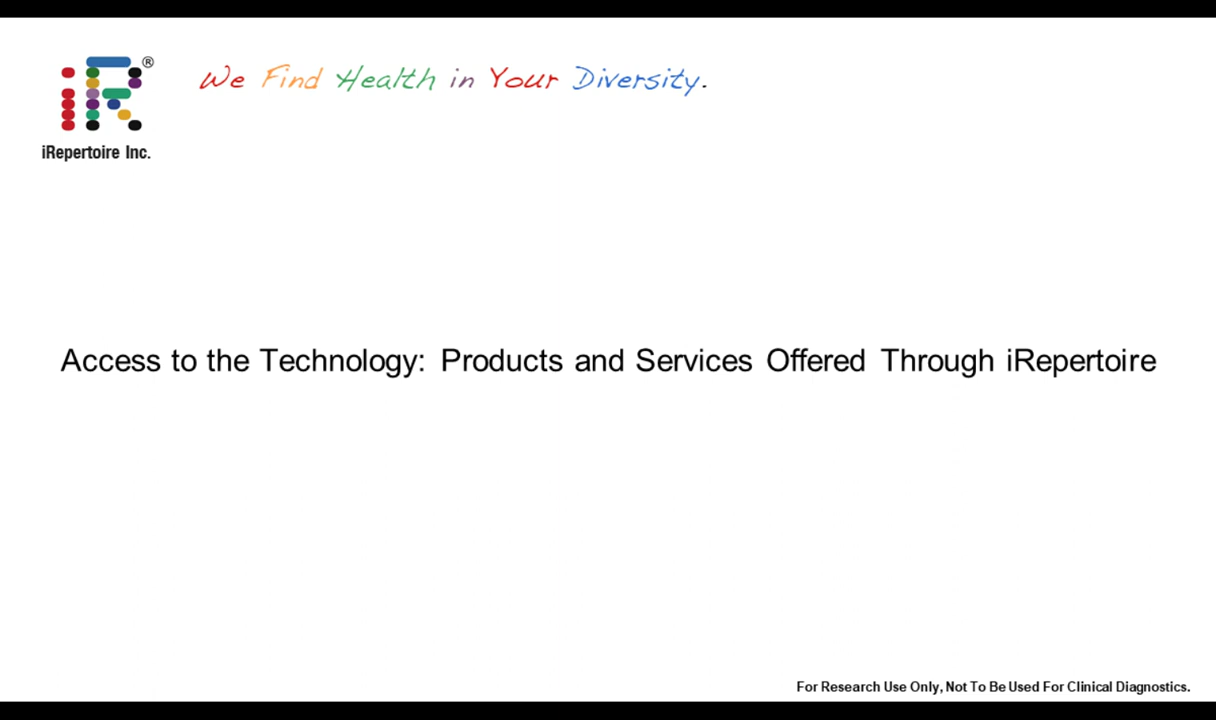 iR®
We Find Health in Your Diversity.
iRepertoire Inc.
Access to the Technology: Products and Services Offered Through iRepertoire
For Research Use Only, Not To Be Used For Clinical Diagnostics.